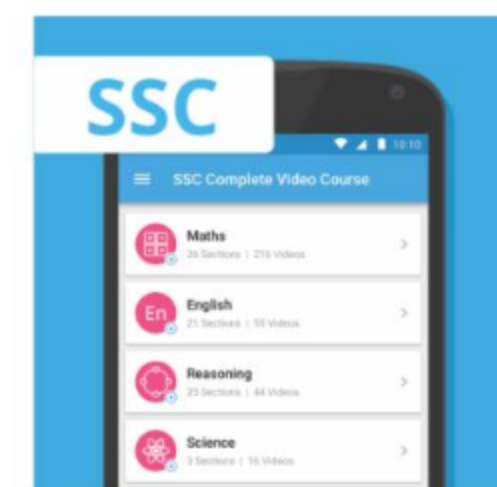 SSC
10:10
SSC Complete Video Course
Maths
26 Sections | 216 Videos
En
English
21 Sections | 55 Videos
Reasoning
25 Sections | 44 Videos
Science
3 Sections | 16 Videos